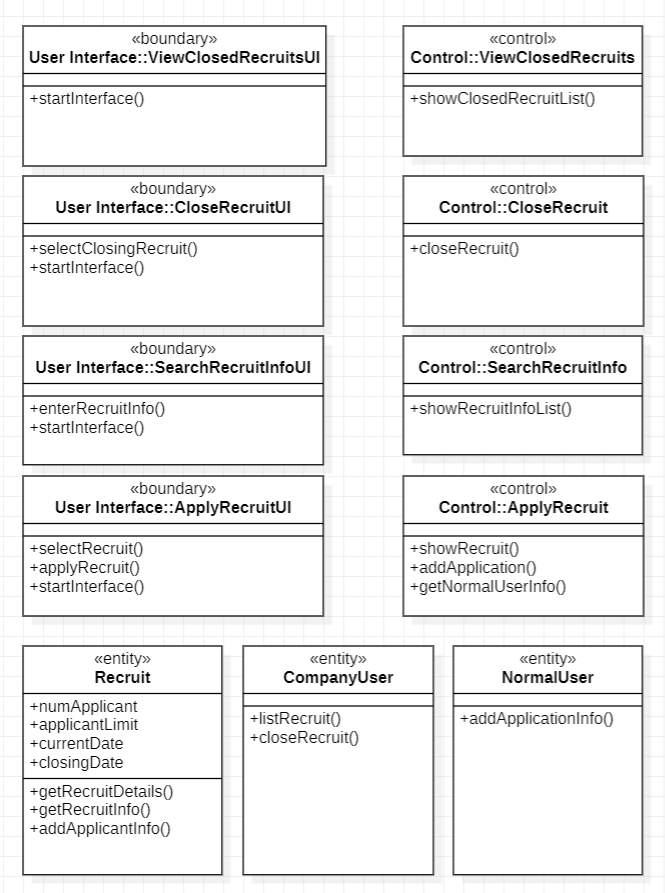 «boundary»
User Interface::ViewClosedRecruitsUI
+startInterface()
«control»
Control::ViewClosedRecruits
+showClosedRecruitList()
«boundary»
User Interface::CloseRecruitUI
+selectClosingRecruit()
+startInterface()
«control»
Control::CloseRecruit
+closeRecruit()
«boundary»
User Interface::SearchRecruitInfoUI
+enterRecruitInfo()
+startInterface()
«control»
Control::SearchRecruitInfo
+showRecruitInfoList()
«boundary»
User Interface::ApplyRecruitUI
+selectRecruit()
+applyRecruit()
+startInterface()
«control»
Control::ApplyRecruit
+showRecruit()
+addApplication()
+getNormalUserInfo()
«entity»
Recruit
+numApplicant
+applicantLimit
+currentDate
+closingDate
+getRecruitDetails()
+getRecruitInfo()
+addApplicantInfo()
«entity»
CompanyUser
+listRecruit()
+closeRecruit()
«entity»
NormalUser
+addApplicationInfo()